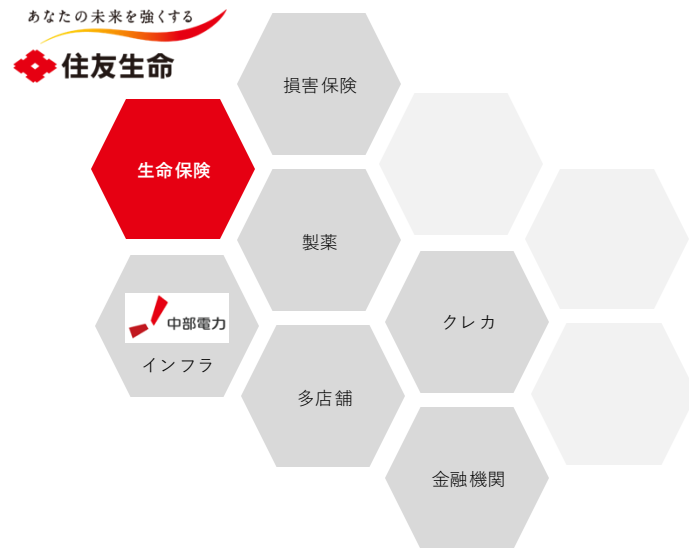 あなたの未来を強くする
住友生命
損害保険
生命保険
製薬
中部電力
インフラ
クレカ
多店舗
金融機関